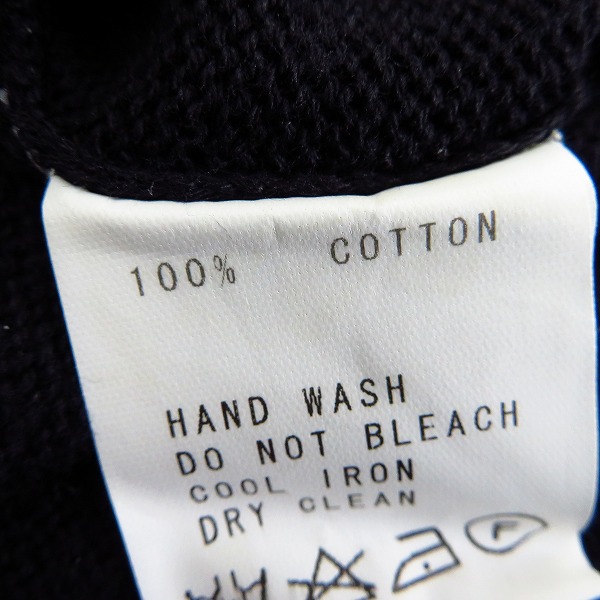 100% COTTON
HAND WASH
DO NOT BLEACH
COOL IRON
DRY CLEAN
F